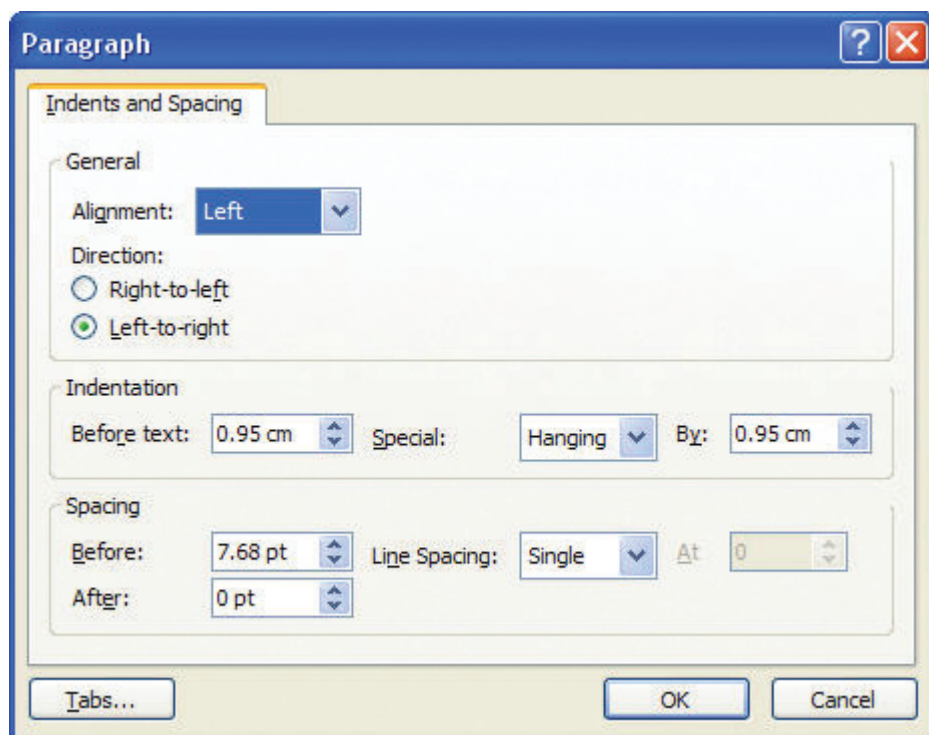 Paragraph ?
Indents and Spacing
General
Alignment: Left
Direction:
Right-to-left
Left-to-right
Indentation
Before text: 0.95 cm Special: Hanging By: 0.95 cm
Spacing
Before: 7.68 pt Line Spacing: Single At 0
After: 0 pt
Tabs... OK Cancel